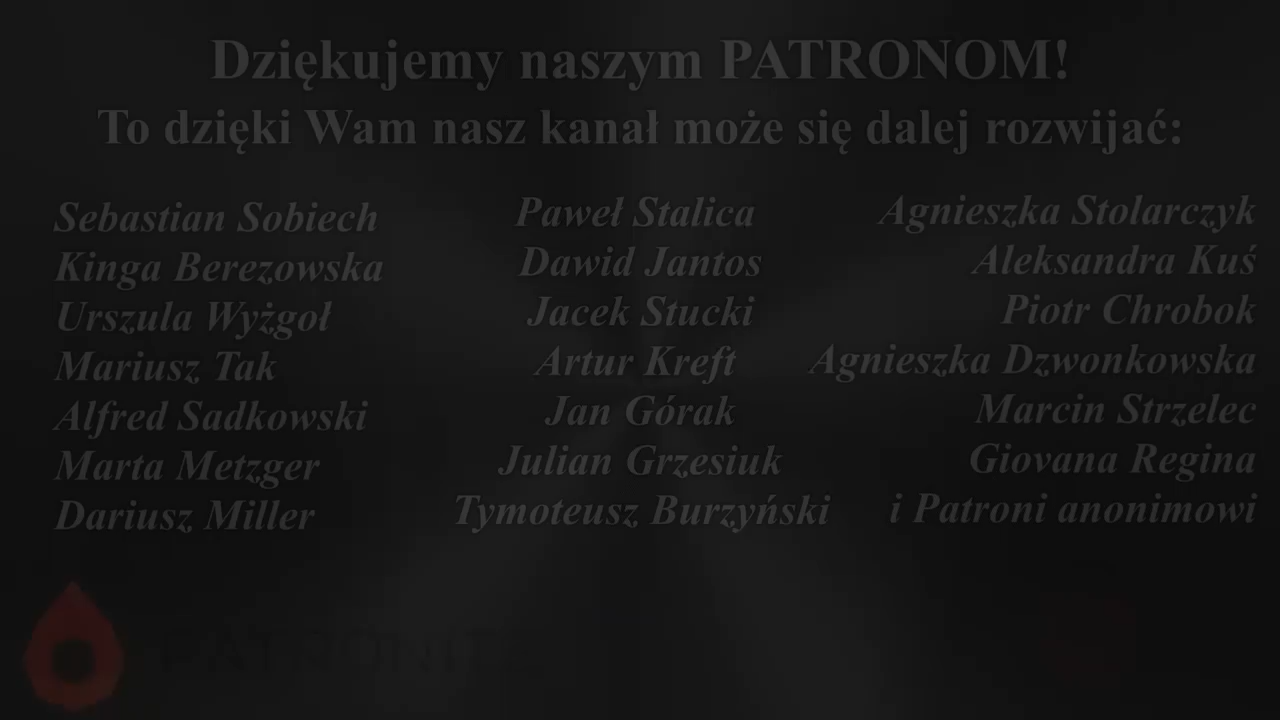 Dziękujemy naszym PATRONOM!
To dzięki Wam nasz kanał może się dalej rozwijać:
Sebastian Sobiech
Kinga Berezowska
Urszula Wyżgoł
Mariusz Tak
Alfred Sadkowski
Marta Metzger
Dariusz Miller
Paweł Stalica
Dawid Jantos
Jacek Stucki
Artur Kreft
Jan Górak
Julian Grzesiuk
Tymoteusz Burzyński
Agnieszka Stolarczyk
Aleksandra Kuś
Piotr Chrobok
Agnieszka Dzwonkowska
Marcin Strzelec
Giovana Regina
i Patroni anonimowi
PATRONITE